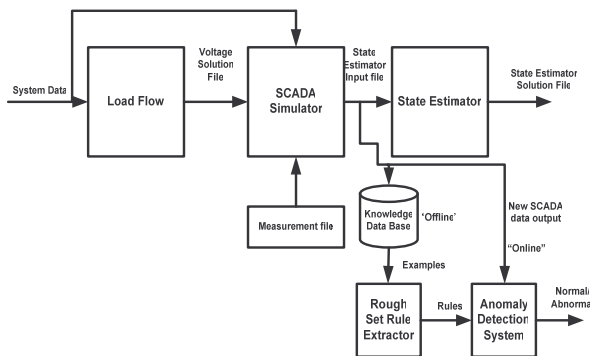 System Data
Load Flow
Voltage
Solution
File
SCADA
Simulator
State
Estimator
Input file
State Estimator
State Estimator
Solution File
Measurement file
Knowledge
Data Base
'Offline'
New SCADA
data output
"Online"
Examples
Rough
Set Rule
Extractor
Rules
Anomaly
Detection
System
Normal/
Abnorma